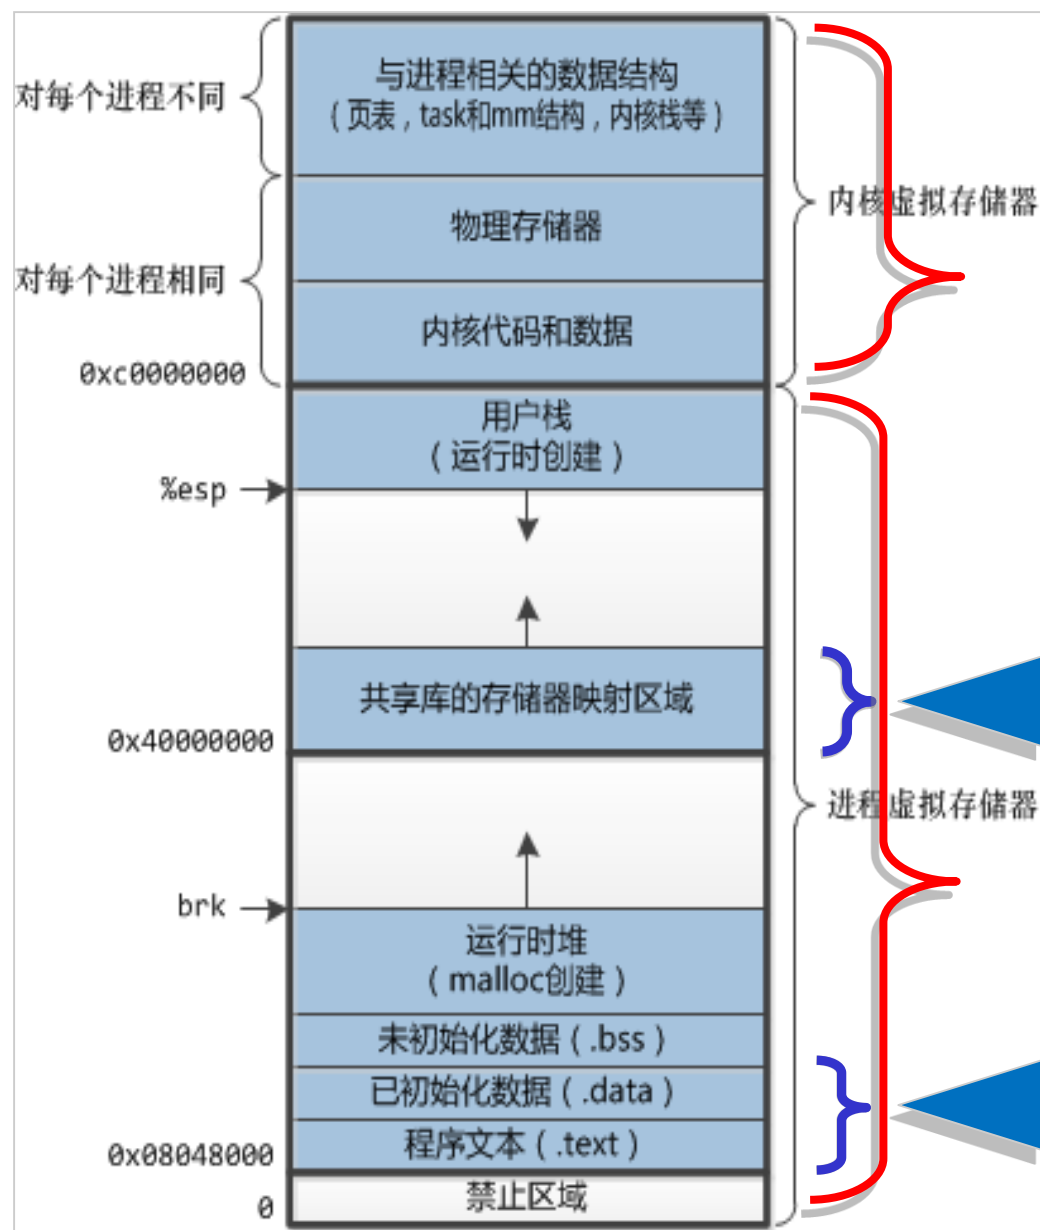 对每个进程不同
与进程相关的数据结构
（页表，task和mm结构，内核栈等）
内核虚拟存储器
物理存储器
对每个进程相同
内核代码和数据
0xc0000000
用户栈
（运行时创建）
%esp
共享库的存储器映射区域
0x40000000
进程虚拟存储器
brk
运行时堆
（malloc创建）
未初始化数据（.bss）
已初始化数据（.data）
程序文本（.text）
0x08048000
禁止区域
0